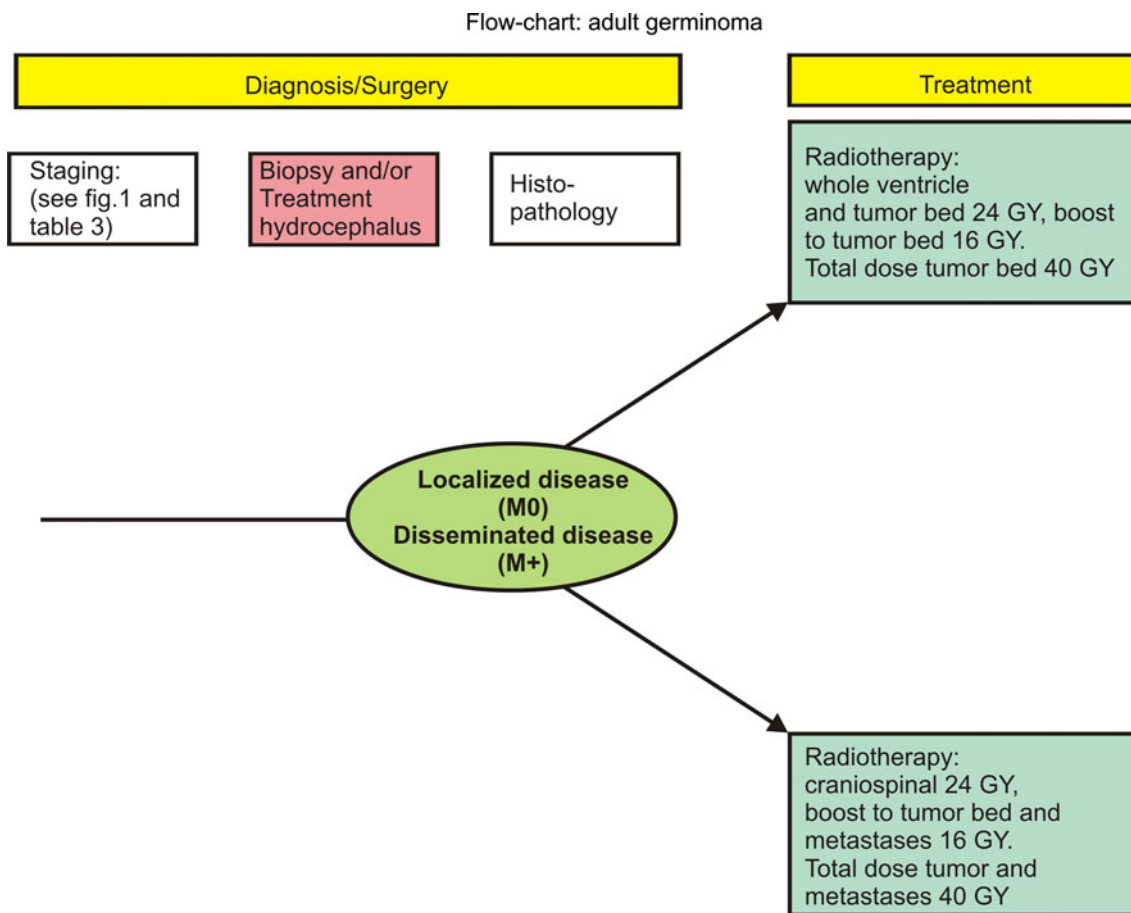 Flow-chart: adult germinoma
Diagnosis/Surgery
Treatment
Staging:
(see fig.1 and
table 3)
Biopsy and/or
Treatment
hydrocephalus
Histo-
pathology
Radiotherapy:
whole ventricle
and tumor bed 24 GY, boost
to tumor bed 16 GY.
Total dose tumor bed 40 GY
Localized disease
(M0)
Disseminated disease
(M+)
Radiotherapy:
craniospinal 24 GY,
boost to tumor bed and
metastases 16 GY.
Total dose tumor and
metastases 40 GY